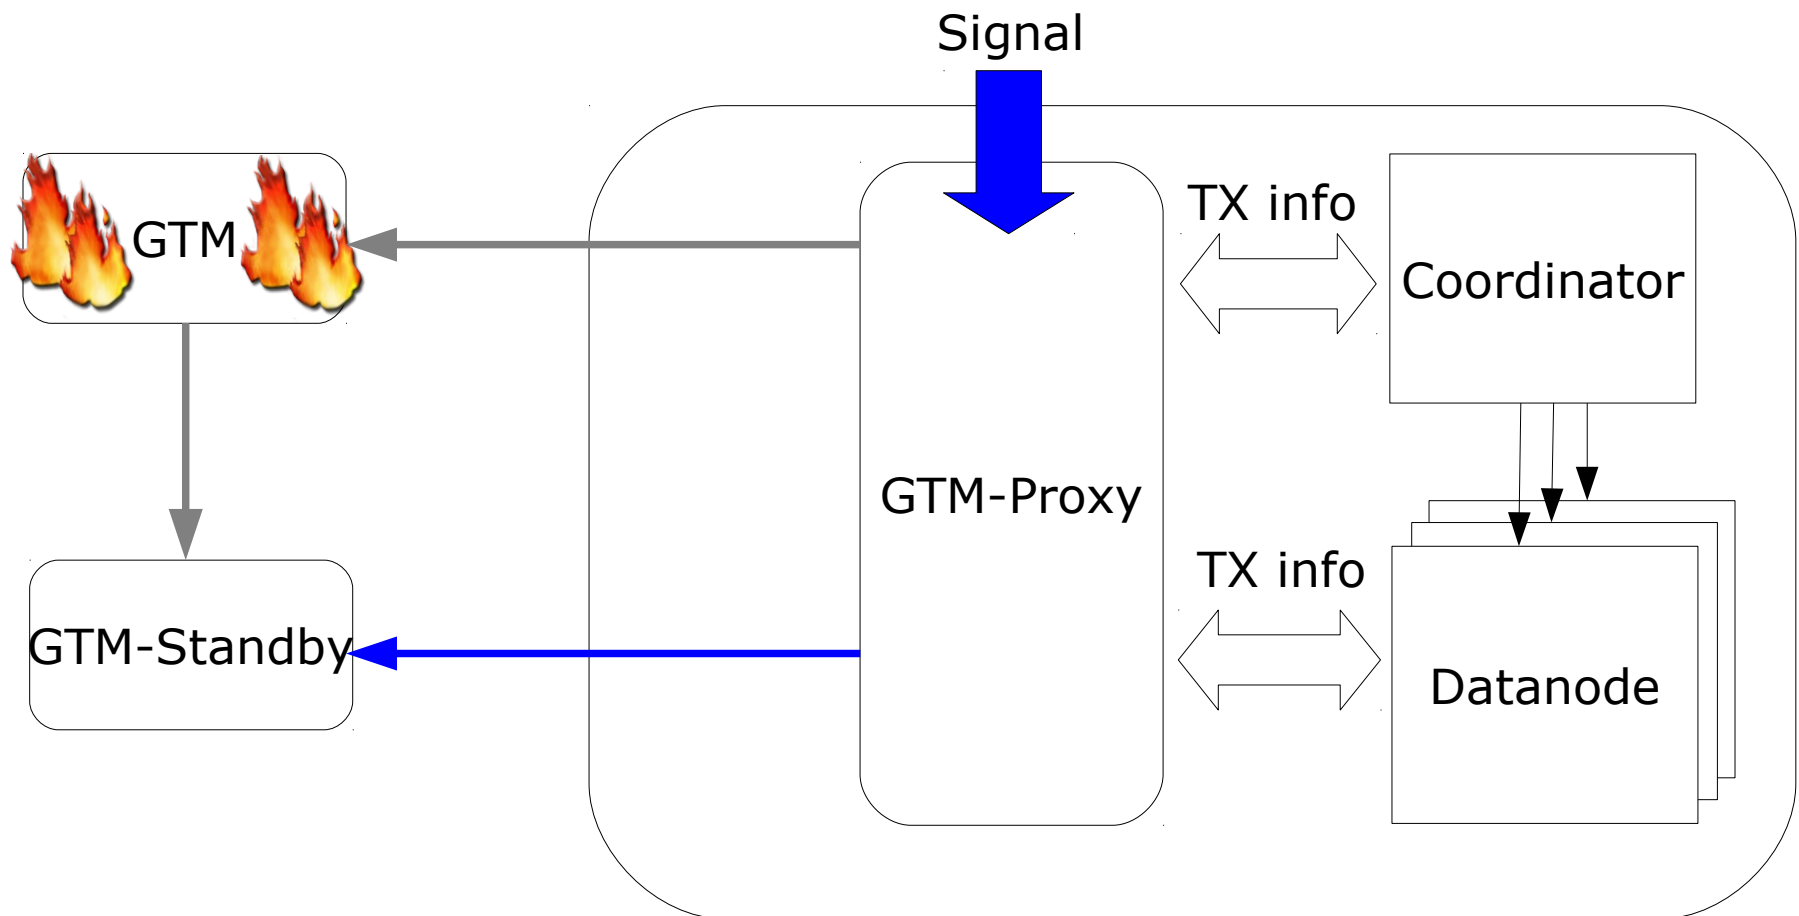 Signal
GTM
TX info
Coordinator
GTM-Proxy
TX info
GTM-Standby
Datanode